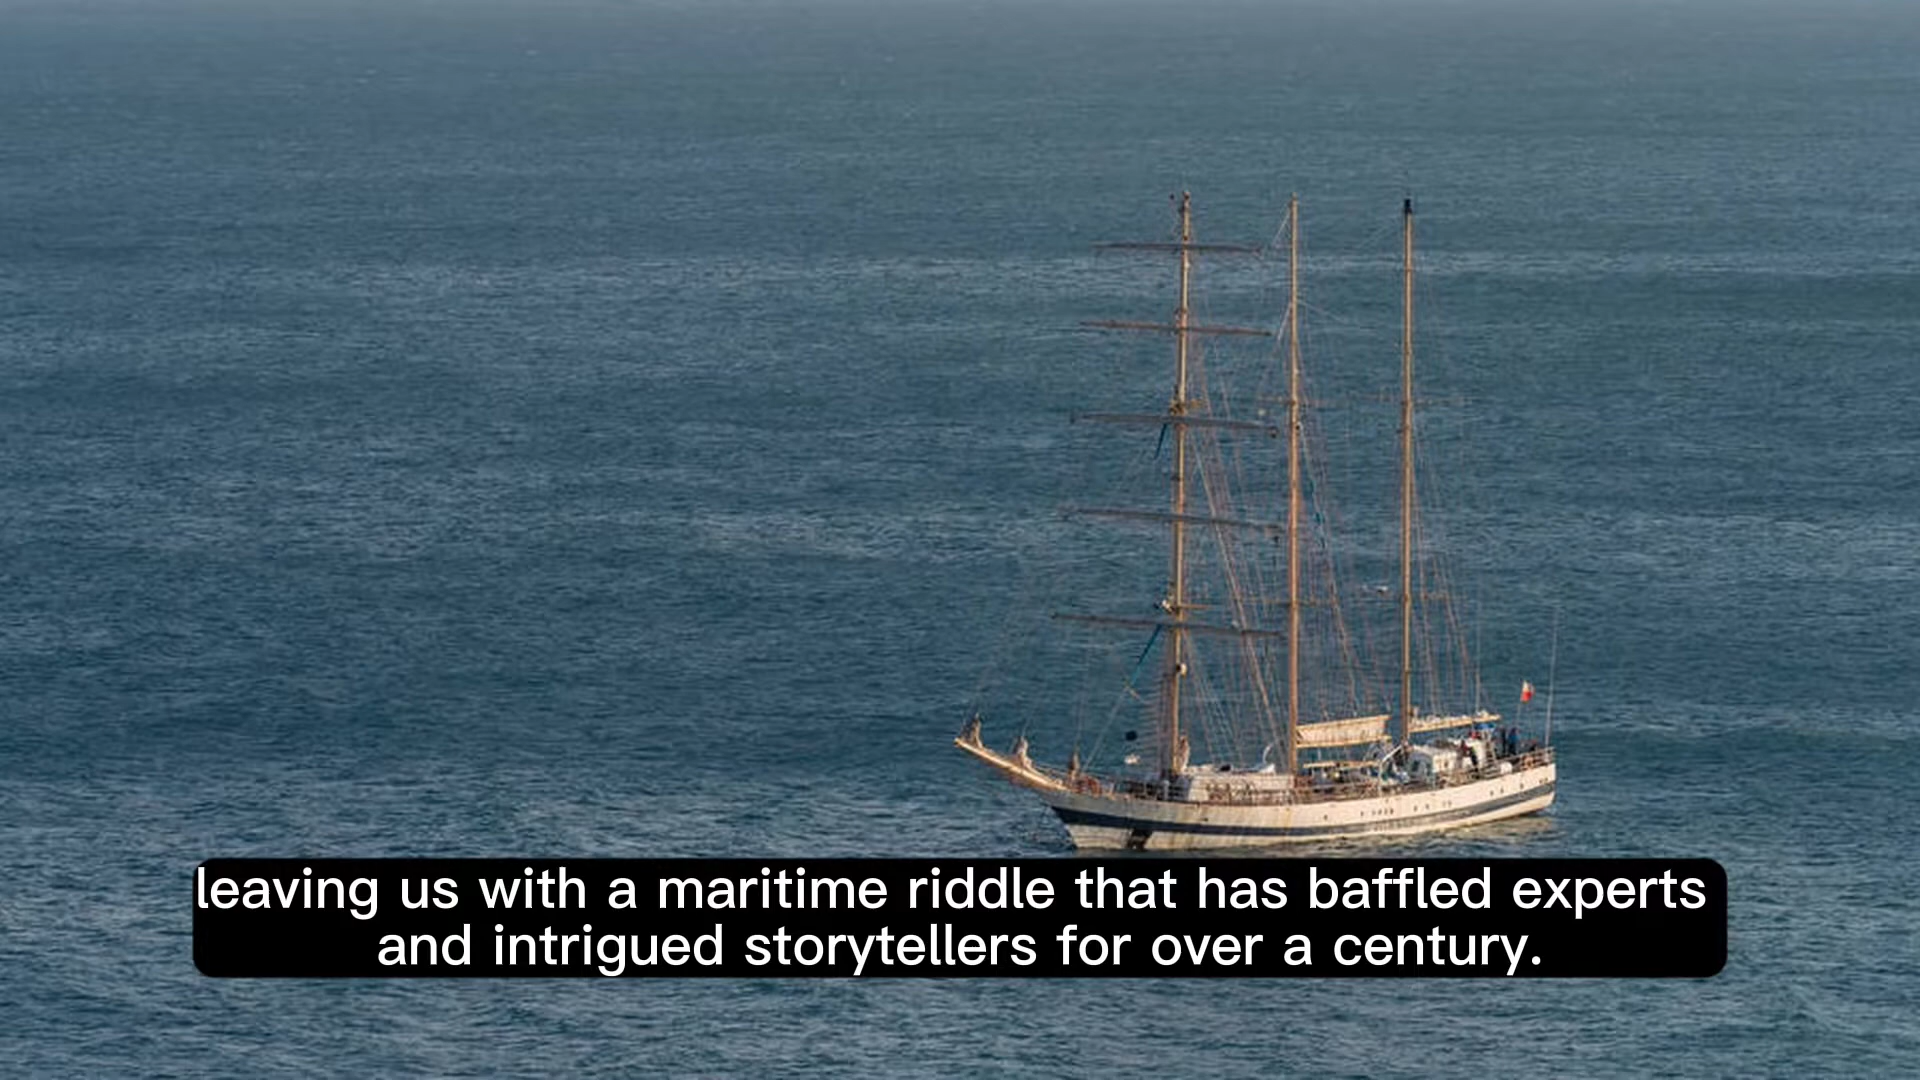 leaving us with a maritime riddle that has baffled experts
and intrigued storytellers for over a century.